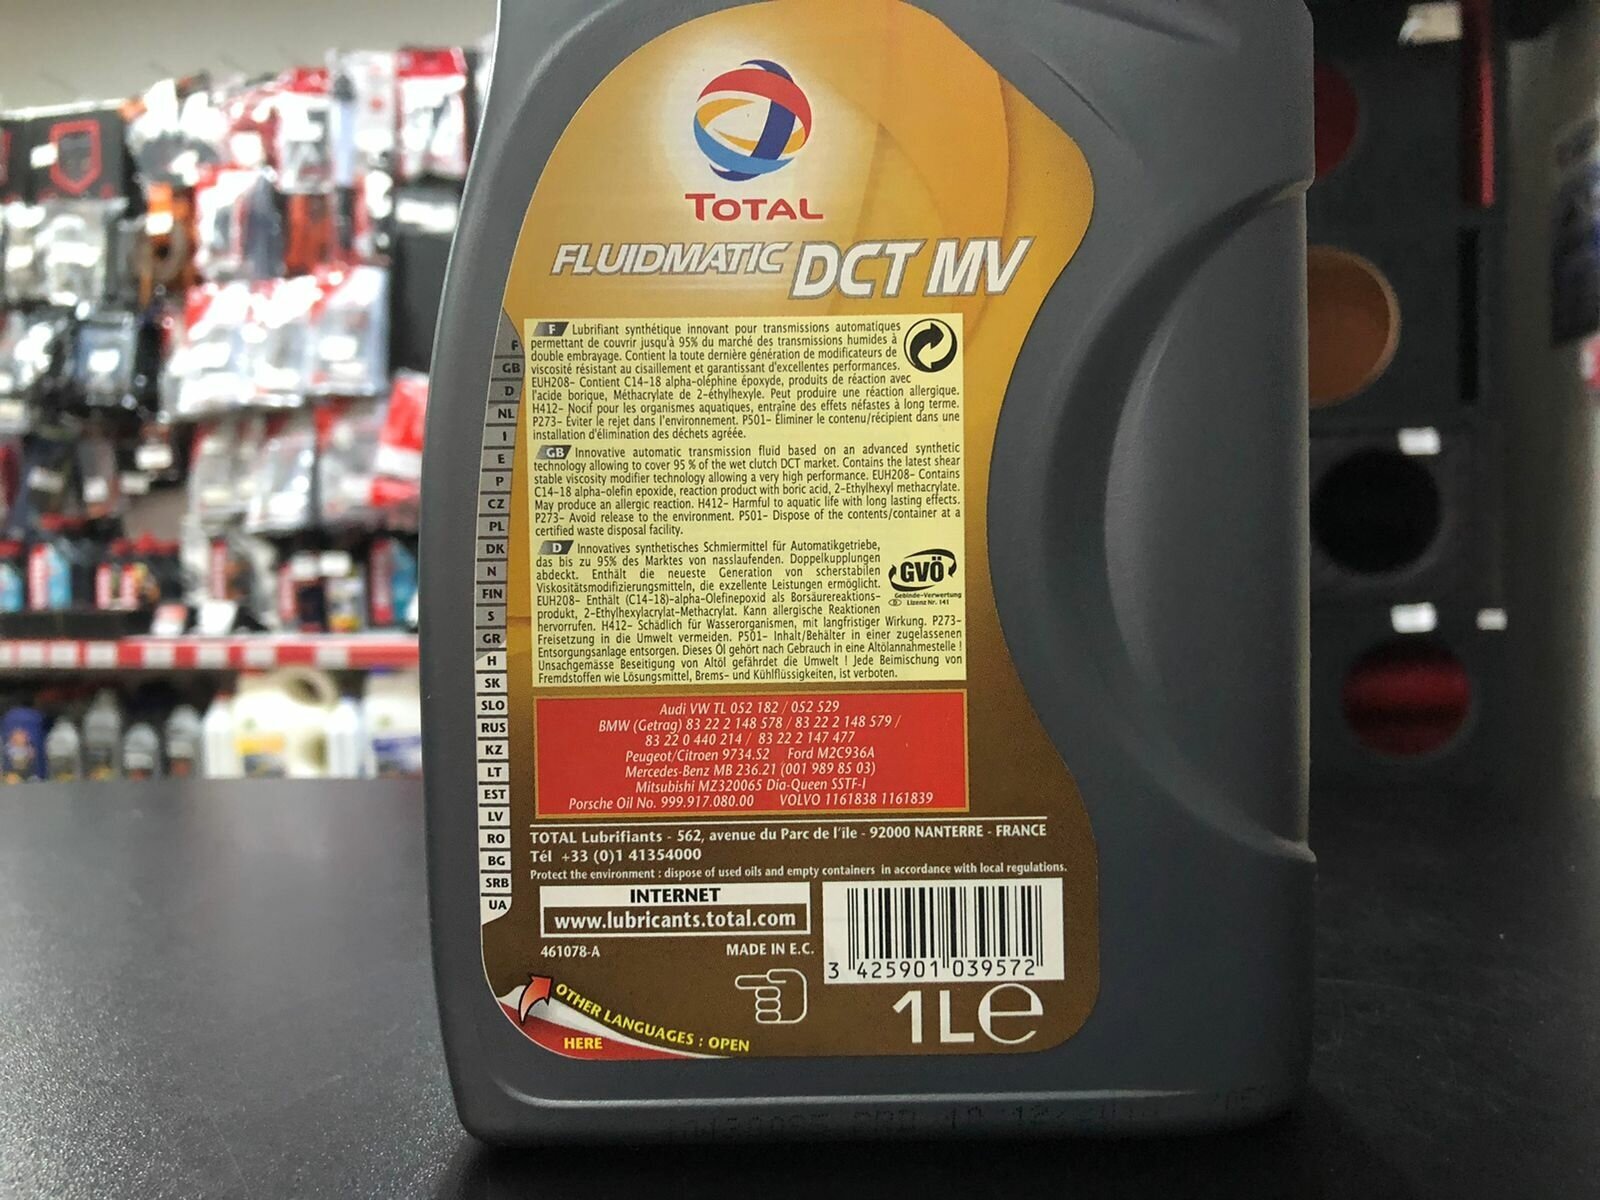 TOTAL
FLUIDMATIC DCT MV
F Lubrifiant synthétique innovant pour transmissions automatiques
permettant de couvrir jusqu'à 95% du marché des transmissions humides à
double embrayage. Contient la toute dernière génération de modificateurs de
viscosité résistant au cisaillement et garantissant d'excellentes performances.
EUH208- Contient C14-18 alpha-oléphine époxyde, produits de réaction avec
l'acide borique, Méthacrylate de 2-éthylhexyle. Peut produire une réaction allergique.
H412- Nocif pour les organismes aquatiques, entraîne des effets néfastes à long terme.
P273- Éviter le rejet dans l'environnement. P501- Éliminer le contenu/récipient dans une
installation d'élimination des déchets agréée.
GB Innovative automatic transmission fluid based on an advanced synthetic
technology allowing to cover 95 % of the wet clutch DCT market. Contains the latest shear
stable viscosity modifier technology allowing a very high performance. EUH208- Contains
C14-18 alpha-olefin epoxide, reaction product with boric acid, 2-Ethylhexyl methacrylate.
May produce an allergic reaction. H412- Harmful to aquatic life with long lasting effects.
P273- Avoid release to the environment. P501- Dispose of the contents/container at a
certified waste disposal facility.
D Innovatives synthetisches Schmiermittel für Automatikgetriebe,
das bis zu 95% des Marktes von nasslaufenden. Doppelkupplungen
abdeckt. Enthält die neueste Generation von scherstabilen
Viskositätsmodifizierungsmitteln, die exzellente Leistungen ermöglicht.
EUH208- Enthält (C14-18)-alpha-Olefinepoxid als Borsäurereaktions-
produkt, 2-Ethylhexylacrylat-Methacrylat. Kann allergische Reaktionen
hervorrufen. H412- Schädlich für Wasserorganismen, mit langfristiger Wirkung. P273-
Freisetzung in die Umwelt vermeiden. P501- Inhalt/Behälter in einer zugelassenen
Entsorgungsanlage entsorgen. Dieses Öl gehört nach Gebrauch in eine Altölannahmestelle !
Unsachgemässe Beseitigung von Altöl gefährdet die Umwelt ! Jede Beimischung von
Fremdstoffen wie Lösungsmittel, Brems- und Kühlflüssigkeiten, ist verboten.
GVÖ
Gebinde-Verwertung
D Lizenz Nr. 141
F
GB
D
NL
I
E
P
CZ
PL
DK
N
FIN
S
GR
H
SK
SLO
RUS
KZ
LT
EST
LV
RO
BG
SRB
UA
Audi VW TL 052 182 / 052 529
BMW (Getrag) 83 22 2 148 578 / 83 22 2 148 579 /
83 22 0 440 214 / 83 22 2 147 477
Peugeot/Citroen 9734.S2 Ford M2C936A
Mercedes-Benz MB 236.21 (001 989 85 03)
Mitsubishi MZ320065 Dia-Queen SSTF-I
Porsche Oil No. 999.917.080.00 VOLVO 1161838 1161839
TOTAL Lubrifiants - 562, avenue du Parc de l'île - 92000 NANTERRE - FRANCE
Tél +33 (0)1 41354000
Protect the environment : dispose of used oils and empty containers in accordance with local regulations.
INTERNET
www.lubricants.total.com
461078-A
MADE IN E.C.
3 425901 039572
1L e
OTHER LANGUAGES : OPEN
HERE